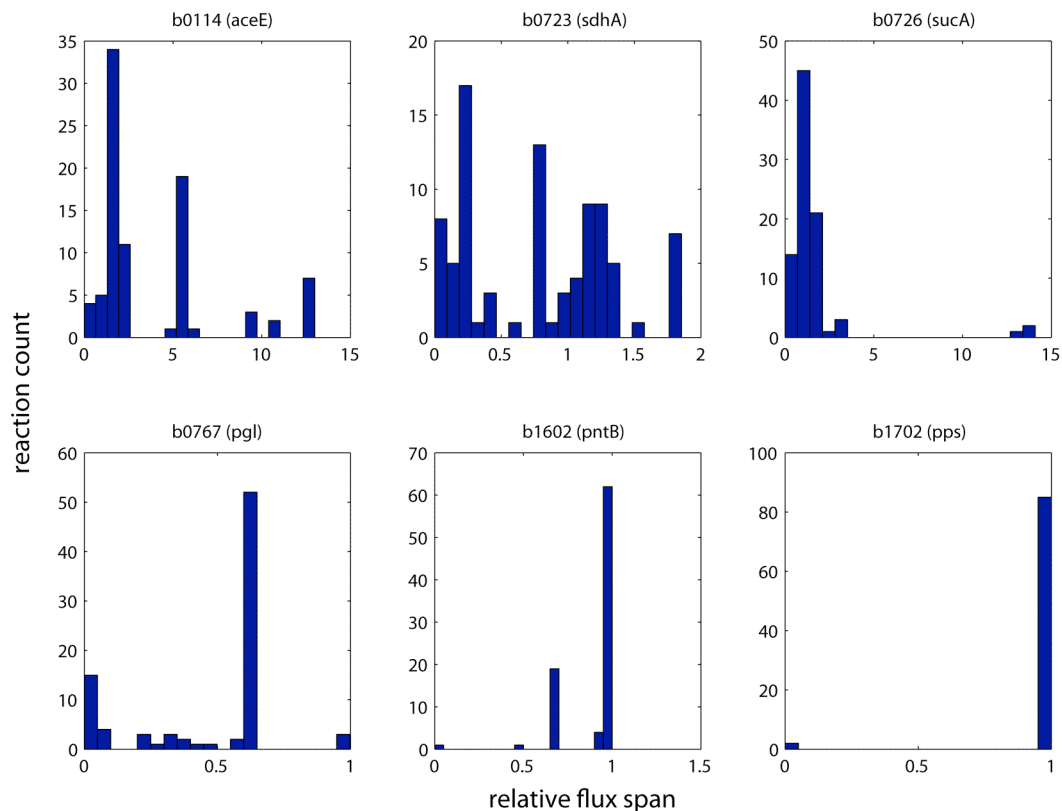 b0114 (aceE)
b0723 (sdhA)
b0726 (sucA)
35
30
25
20
15
10
5
0
0 5 10 15
20
15
10
5
0
0 0.5 1 1.5 2
50
40
30
20
10
0
0 5 10 15
reaction count
b0767 (pgl)
b1602 (pntB)
b1702 (pps)
60
50
40
30
20
10
0
0 0.5 1
70
60
50
40
30
20
10
0
0 0.5 1 1.5
100
80
60
40
20
0
0 0.5 1
relative flux span